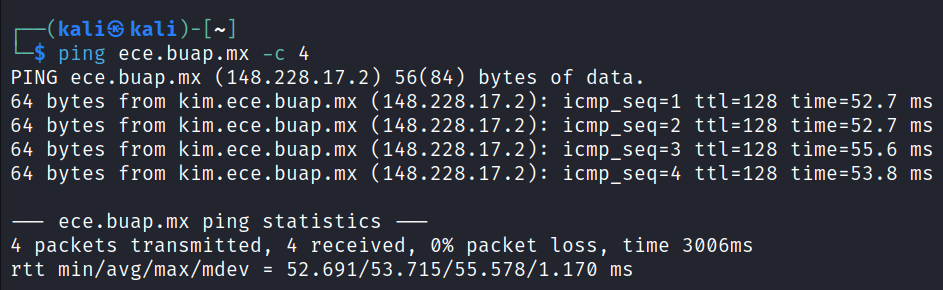 ┌──(kali㉿kali)-[~]
└─$ ping ece.buap.mx -c 4
PING ece.buap.mx (148.228.17.2) 56(84) bytes of data.
64 bytes from kim.ece.buap.mx (148.228.17.2): icmp_seq=1 ttl=128 time=52.7 ms
64 bytes from kim.ece.buap.mx (148.228.17.2): icmp_seq=2 ttl=128 time=52.7 ms
64 bytes from kim.ece.buap.mx (148.228.17.2): icmp_seq=3 ttl=128 time=55.6 ms
64 bytes from kim.ece.buap.mx (148.228.17.2): icmp_seq=4 ttl=128 time=53.8 ms
--- ece.buap.mx ping statistics ---
4 packets transmitted, 4 received, 0% packet loss, time 3006ms
rtt min/avg/max/mdev = 52.691/53.715/55.578/1.170 ms